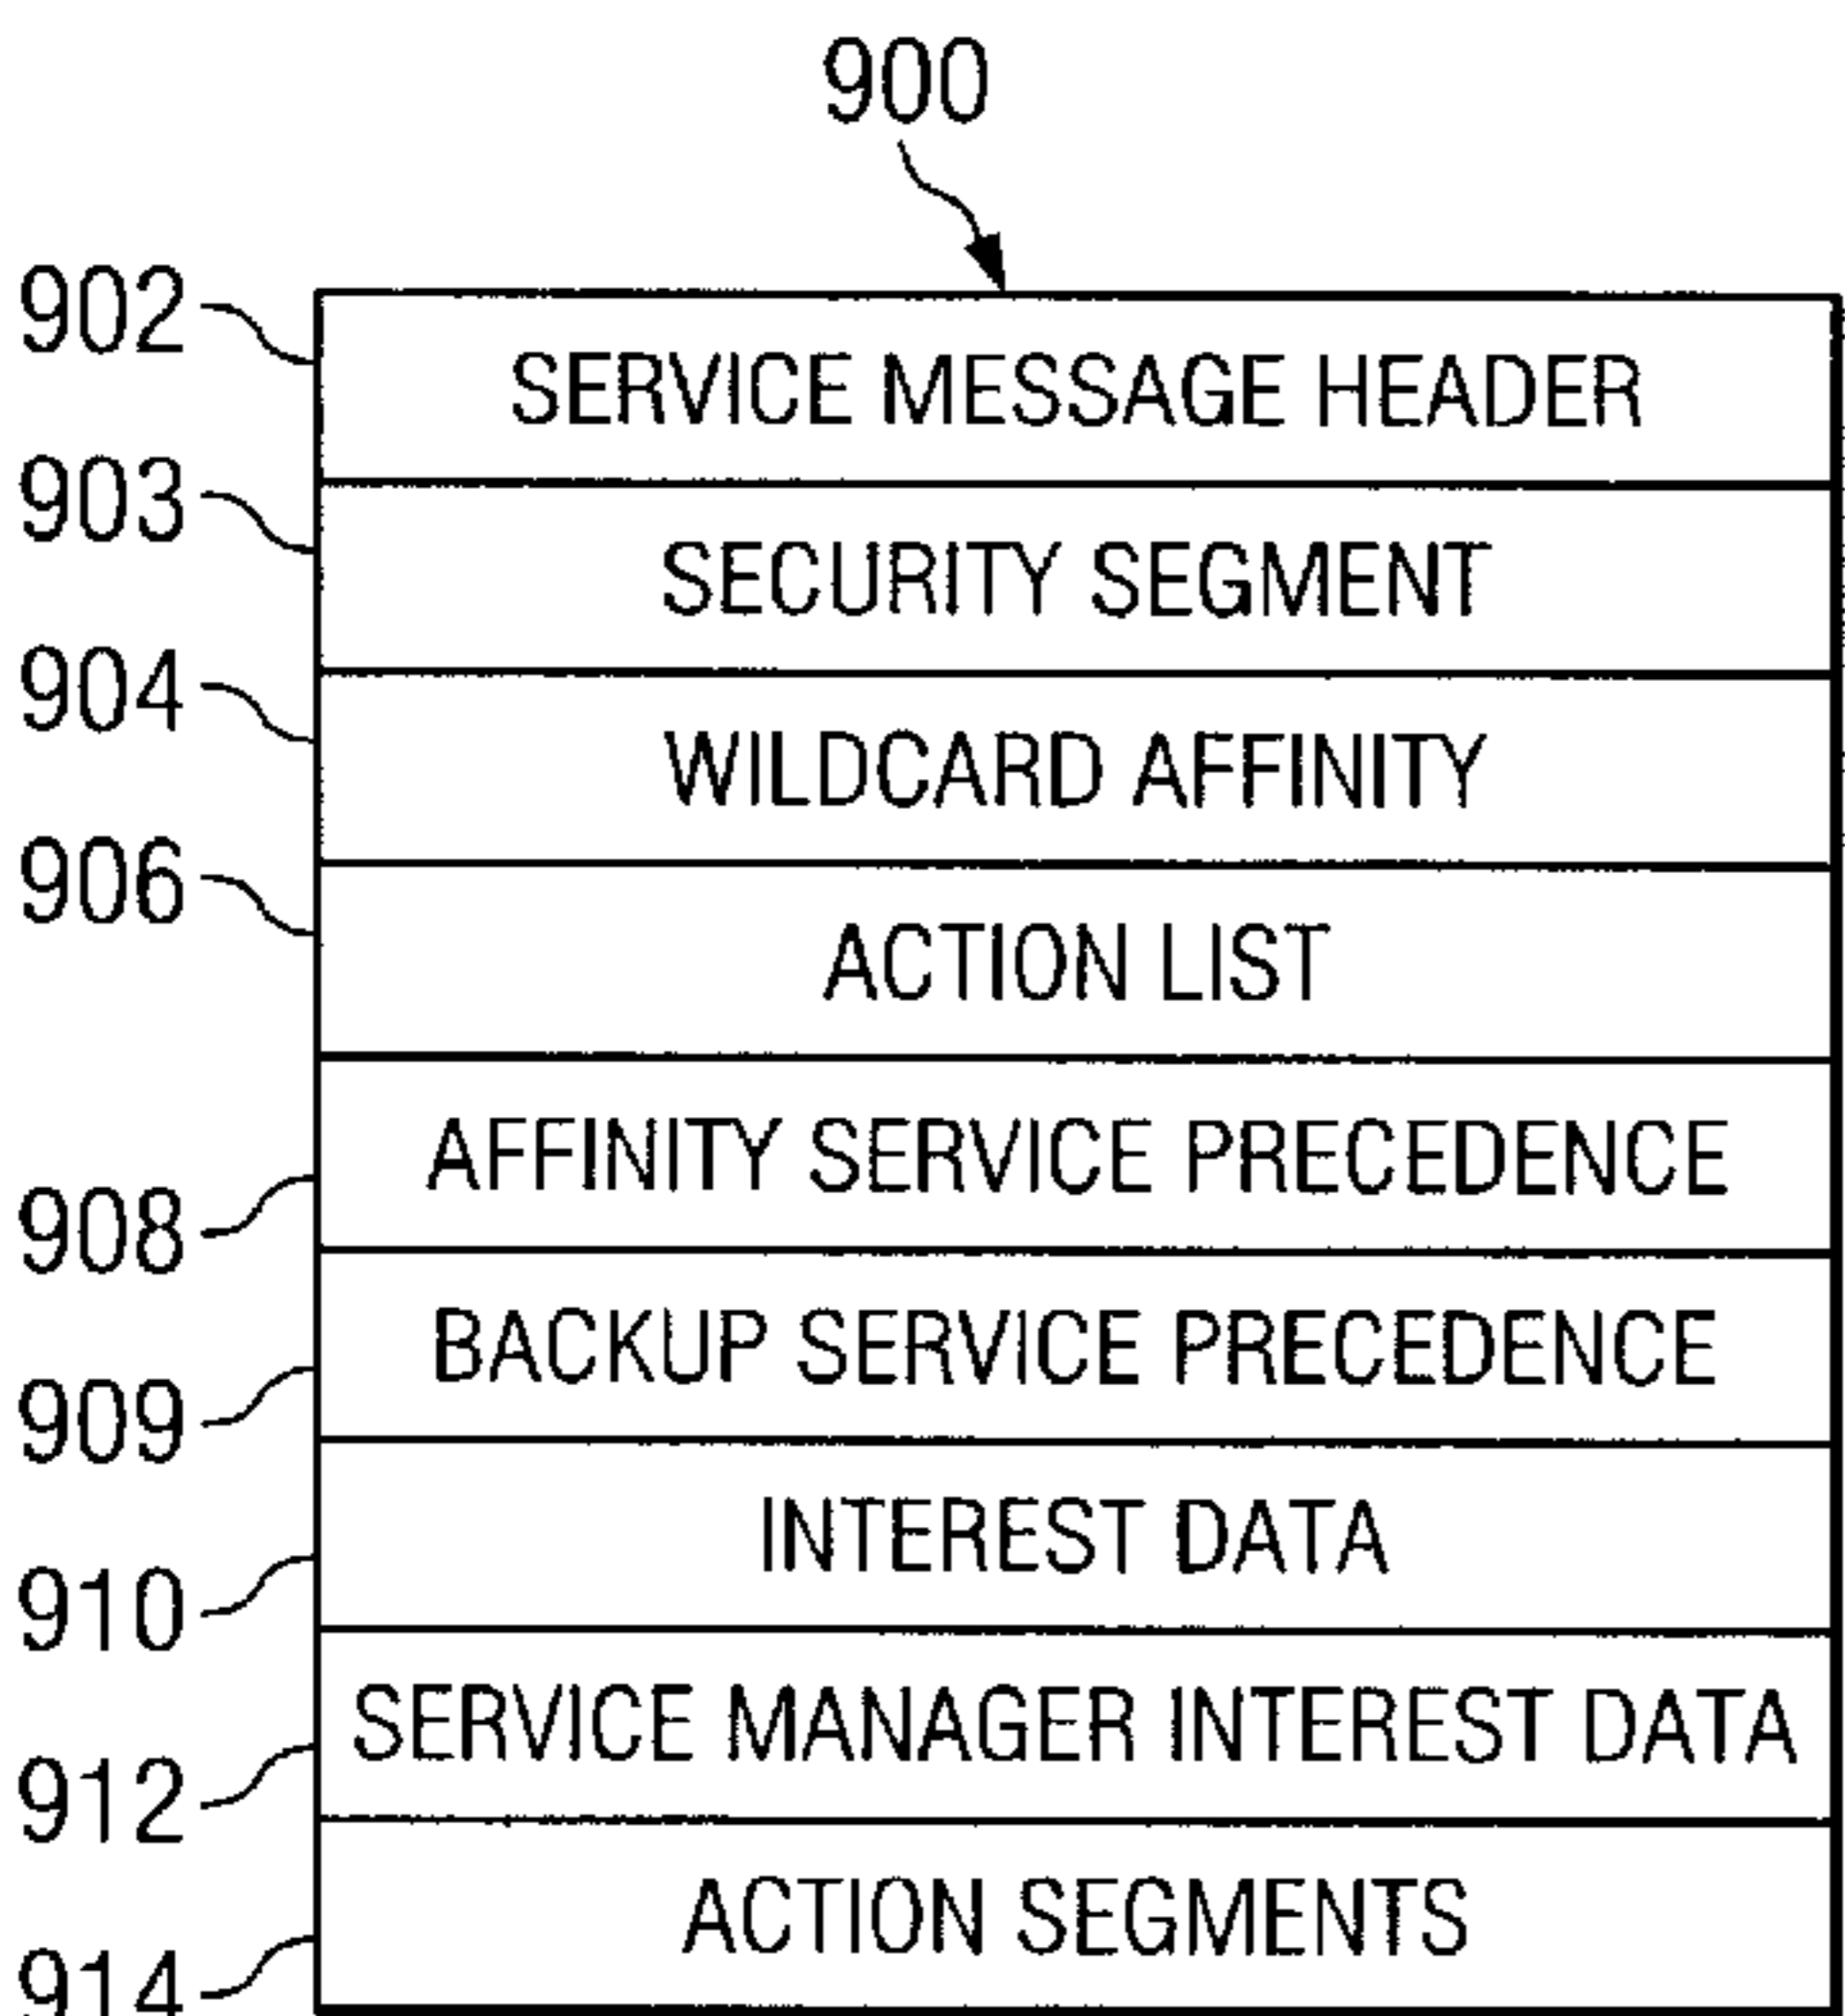 900
902
SERVICE MESSAGE HEADER
903
SECURITY SEGMENT
904
WILDCARD AFFINITY
906
ACTION LIST
908
AFFINITY SERVICE PRECEDENCE
909
BACKUP SERVICE PRECEDENCE
910
INTEREST DATA
912
SERVICE MANAGER INTEREST DATA
914
ACTION SEGMENTS